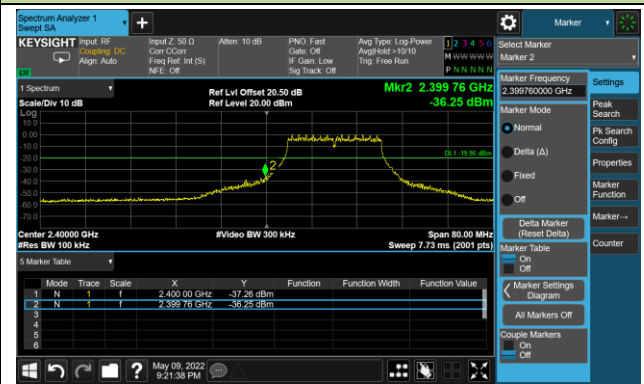 Spectrum Analyzer 1
Swept SA
Marker
KEYSIGHT
Input: RF
Coupling: DC
Align: Auto
Input Z: 50 Ω
Corr CCorr
Freq Ref: Int (S)
NFE: Off
Atten: 10 dB
PNO: Fast
Gate: Off
IF Gain: Low
Sig Track: Off
Avg Type: Log-Power
Avg|Hold:>10/10
Trig: Free Run
1 2 3 4 5 6
M W W W W W
P N N N N N
Select Marker
Marker 2
1 Spectrum
Scale/Div 10 dB
Log
Ref Lvl Offset 20.50 dB
Ref Level 20.00 dBm
Mkr2 2.399 76 GHz
-36.25 dBm
10.0
0.00
-10.0
-20.0
-30.0
-40.0
-50.0
-60.0
-70.0
2
DL1 -19.90 dBm
Center 2.40000 GHz
#Res BW 100 kHz
#Video BW 300 kHz
Span 80.00 MHz
Sweep 7.73 ms (2001 pts)
5 Marker Table
Mode Trace Scale X Y Function Function Width Function Value
1 N 1 f 2.400 00 GHz -37.26 dBm
2 N 1 f 2.399 76 GHz -36.25 dBm
3
4
5
6
Marker Frequency
2.399760000 GHz
Marker Mode
Normal
Delta (Δ)
Fixed
Off
Delta Marker
(Reset Delta)
Marker Table
On
Off
Marker Settings
Diagram
All Markers Off
Couple Markers
On
Off
Settings
Peak
Search
Pk Search
Config
Properties
Marker
Function
Marker→
Counter
May 09, 2022
9:21:38 PM